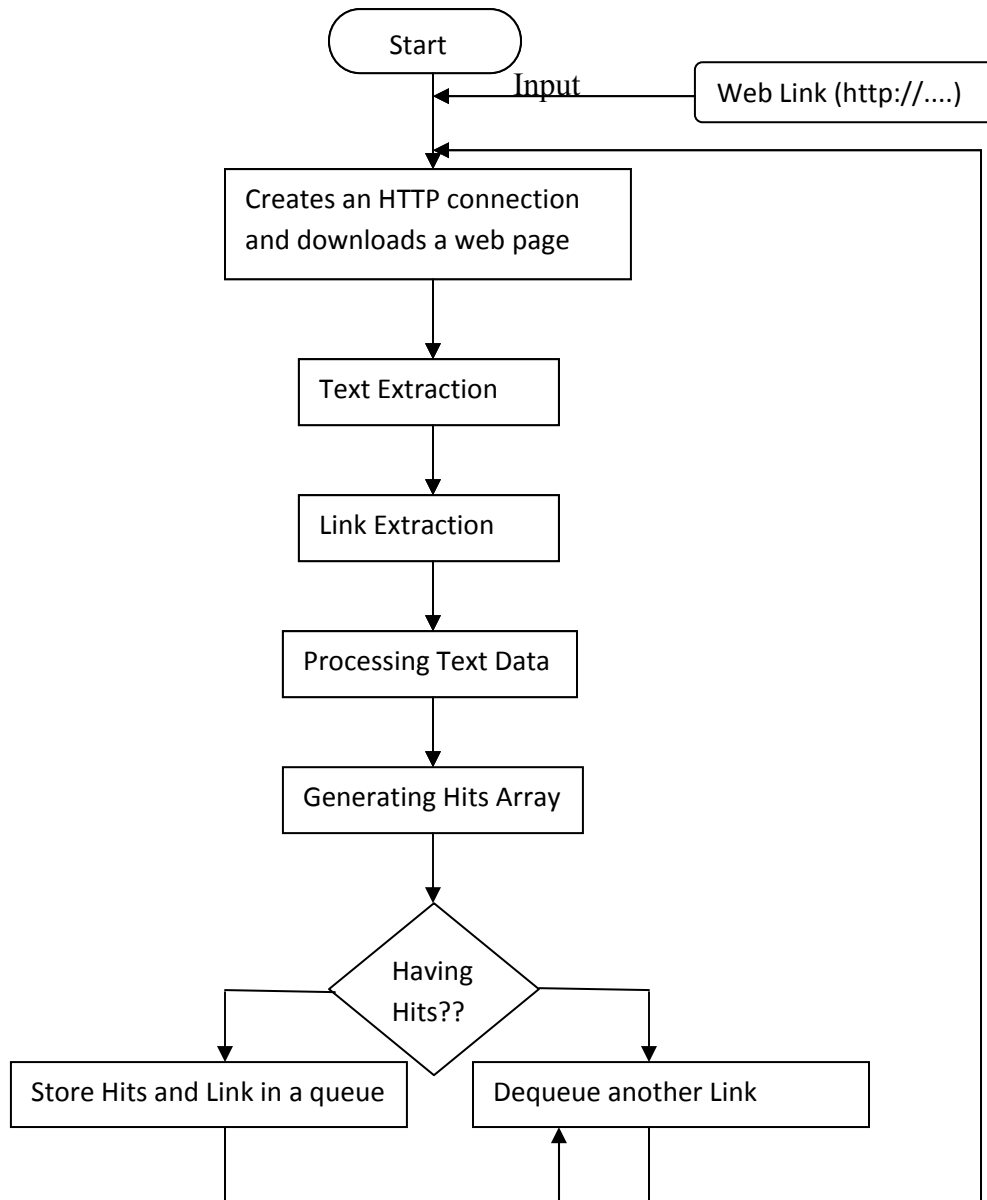 Start
Input
Web Link (http://....)
Creates an HTTP connection
and downloads a web page
Text Extraction
Link Extraction
Processing Text Data
Generating Hits Array
Having
Hits??
Store Hits and Link in a queue
Dequeue another Link